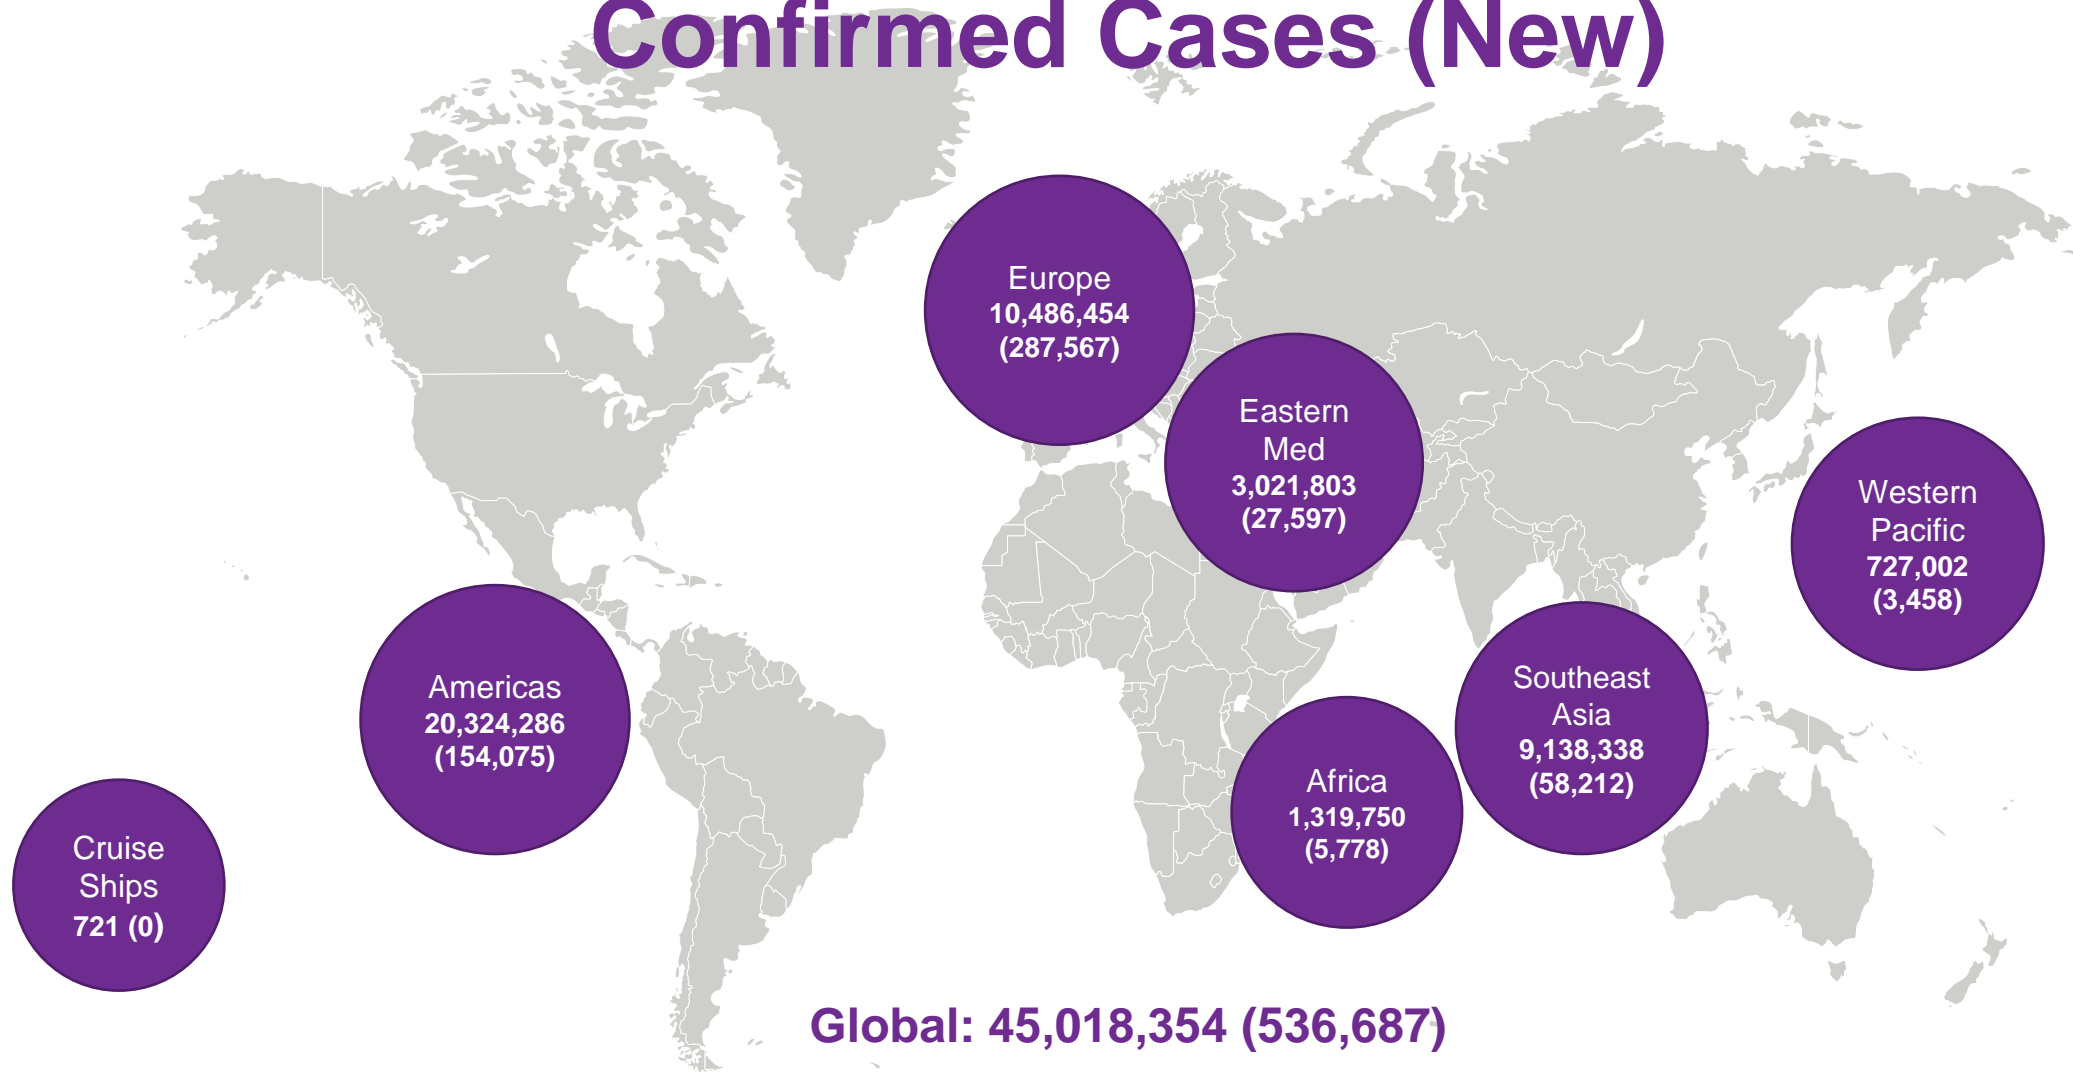 Confirmed Cases (New)
Europe
10,486,454
(287,567)
Eastern
Med
3,021,803
(27,597)
Western
Pacific
727,002
(3,458)
Americas
20,324,286
(154,075)
Southeast
Asia
9,138,338
(58,212)
Africa
1,319,750
(5,778)
Cruise
Ships
721 (0)
Global: 45,018,354 (536,687)